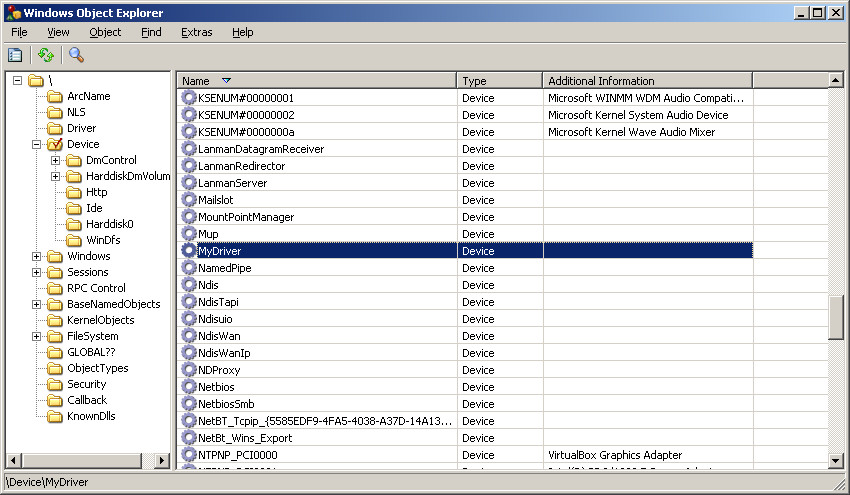 Windows Object Explorer
File View Object Find Extras Help
\
ArcName
NLS
Driver
Device
DmControl
HarddiskDmVolum
Http
Ide
Harddisk0
WinDfs
Windows
Sessions
RPC Control
BaseNamedObjects
KernelObjects
FileSystem
GLOBAL??
ObjectTypes
Security
Callback
KnownDlls
Name Type Additional Information
KSENUM#00000001 Device Microsoft WINMM WDM Audio Compati...
KSENUM#00000002 Device Microsoft Kernel System Audio Device
KSENUM#0000000a Device Microsoft Kernel Wave Audio Mixer
LanmanDatagramReceiver Device
LanmanRedirector Device
LanmanServer Device
Mailslot Device
MountPointManager Device
Mup Device
MyDriver Device
NamedPipe Device
Ndis Device
NdisTapi Device
Ndisuio Device
NdisWan Device
NdisWanIp Device
NDProxy Device
Netbios Device
NetbiosSmb Device
NetBT_Tcpip_{5585EDF9-4FA5-4038-A37D-14A13... Device
NetBt_Wins_Export Device
NTPNP_PCI0000 Device VirtualBox Graphics Adapter
\Device\MyDriver